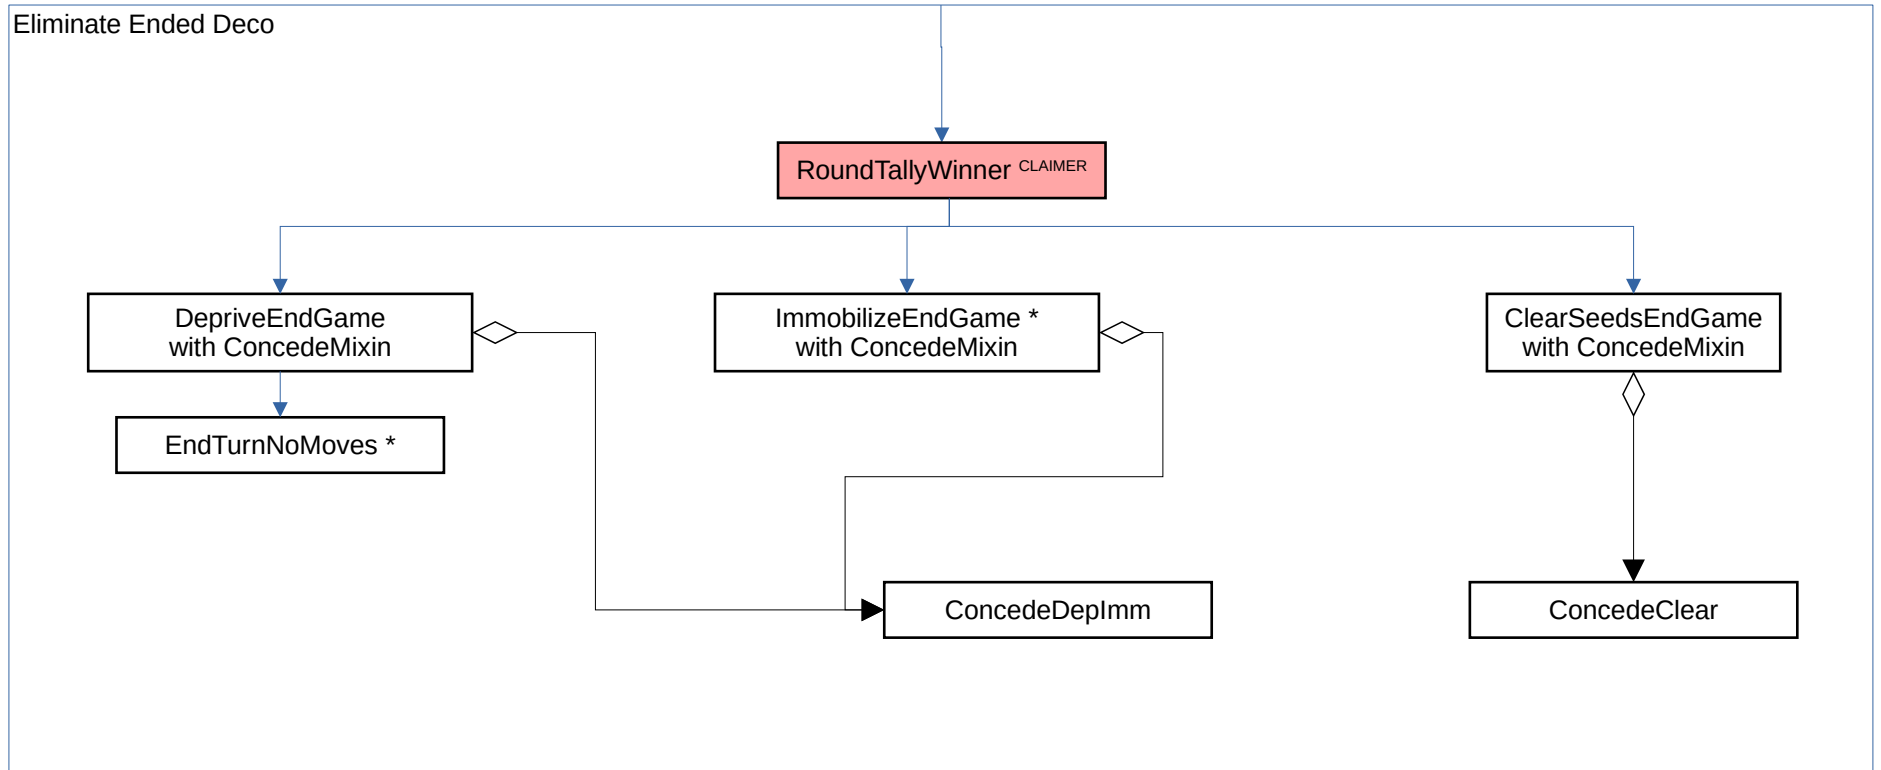 Eliminate Ended Deco
RoundTallyWinner CLAIMER
DepriveEndGame
with ConcedeMixin
ImmobilizeEndGame *
with ConcedeMixin
ClearSeedsEndGame
with ConcedeMixin
EndTurnNoMoves *
ConcedeDepImm
ConcedeClear